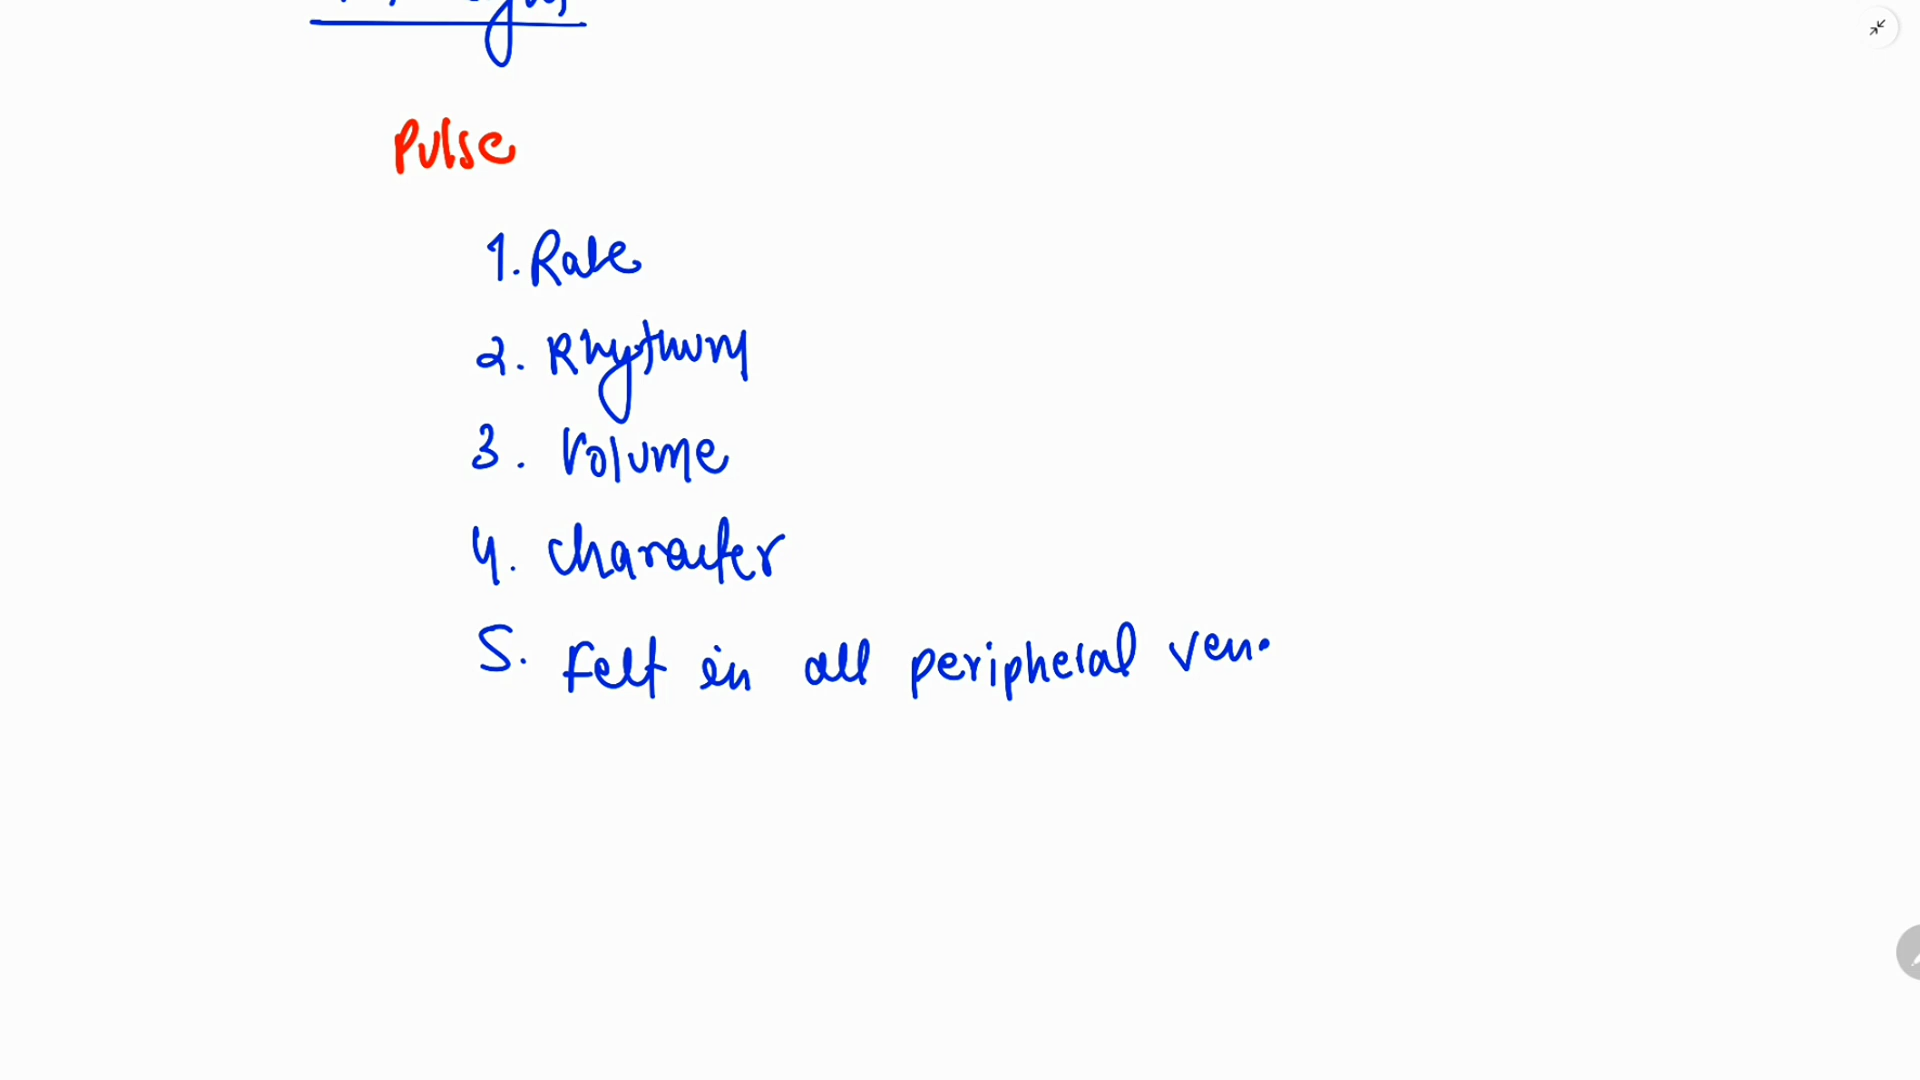 Pulse
1. Rate
2. Rhythm
3. Volume
4. Character
5. Felt in all peripheral ven